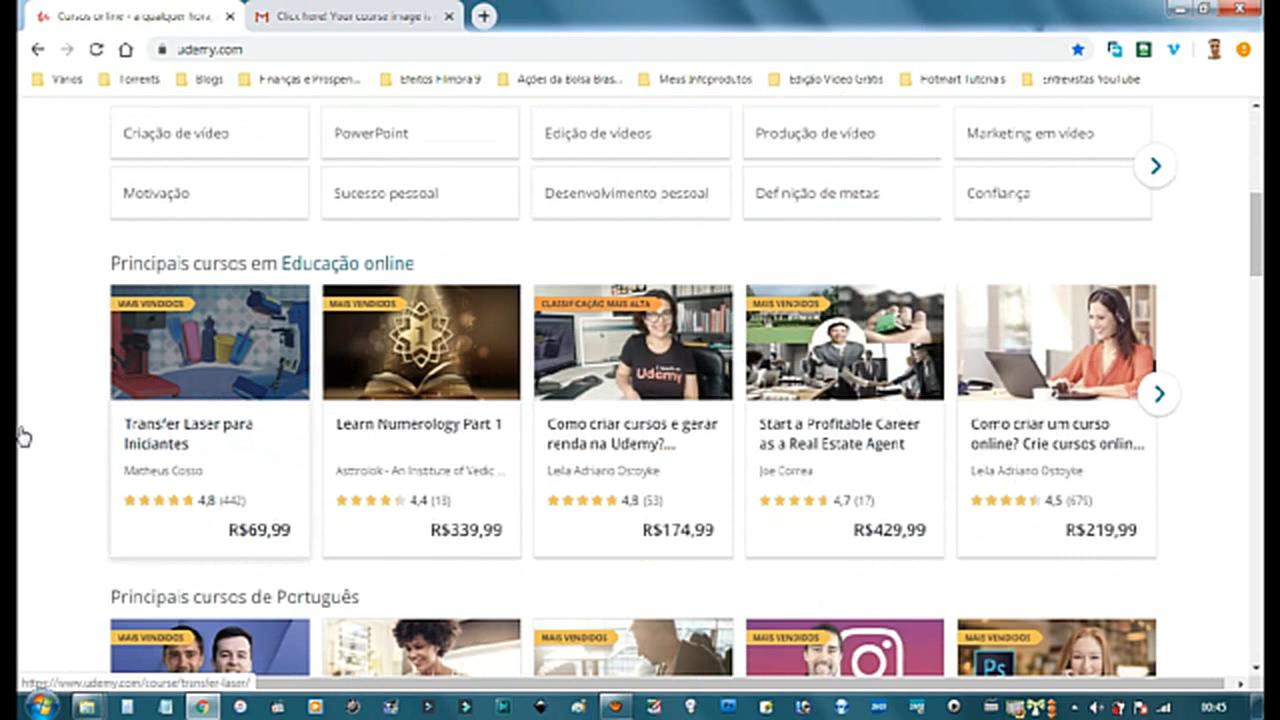 Cursos online - a qualquer hora,
Click here! Your course image is
udemy.com
Vários
Torrents
Blogs
Finanças e Prosperi...
Efeitos Filmora 9
Ações da Bolsa Bras...
Meus Infoprodutos
Edição Vídeo Grátis
Hotmart Tutoriais
Entrevistas YouTube
Criação de vídeo
PowerPoint
Edição de vídeos
Produção de vídeo
Marketing em vídeo
Motivação
Sucesso pessoal
Desenvolvimento pessoal
Definição de metas
Confiança
Principais cursos em Educação online
MAIS VENDIDOS
MAIS VENDIDOS
CLASSIFICAÇÃO MAIS ALTA
Udemy
MAIS VENDIDOS
Transfer Laser para
Iniciantes
Matheus Cosso
4,8 (442)
R$69,99
Learn Numerology Part 1
Asttrolok - An Institute of Vedic ...
4,4 (13)
R$339,99
Como criar cursos e gerar
renda na Udemy?...
Leila Adriano Ostoyke
4,8 (53)
R$174,99
Start a Profitable Career
as a Real Estate Agent
Joe Correa
4,7 (17)
R$429,99
Como criar um curso
online? Crie cursos onlin...
Leila Adriano Ostoyke
4,5 (675)
R$219,99
Principais cursos de Português
MAIS VENDIDOS
MAIS VENDIDOS
MAIS VENDIDOS
MAIS VENDIDOS
Ps
https://www.udemy.com/course/transfer-laser/
00:45